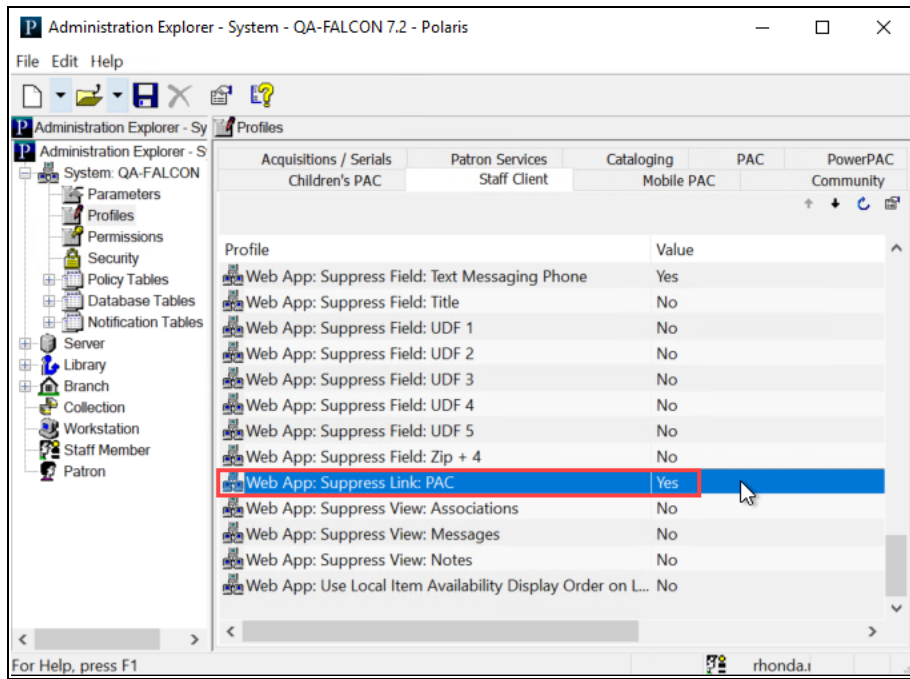 Administration Explorer - System - QA-FALCON 7.2 - Polaris
File Edit Help
Administration Explorer - Sy
Profiles
Administration Explorer - S
System: QA-FALCON
Parameters
Profiles
Permissions
Security
Policy Tables
Database Tables
Notification Tables
Server
Library
Branch
Collection
Workstation
Staff Member
Patron
Acquisitions / Serials Patron Services Cataloging PAC PowerPAC
Children's PAC Staff Client Mobile PAC Community
Profile Value
Web App: Suppress Field: Text Messaging Phone Yes
Web App: Suppress Field: Title No
Web App: Suppress Field: UDF 1 No
Web App: Suppress Field: UDF 2 No
Web App: Suppress Field: UDF 3 No
Web App: Suppress Field: UDF 4 No
Web App: Suppress Field: UDF 5 No
Web App: Suppress Field: Zip + 4 No
Web App: Suppress Link: PAC Yes
Web App: Suppress View: Associations No
Web App: Suppress View: Messages No
Web App: Suppress View: Notes No
Web App: Use Local Item Availability Display Order on L... No
For Help, press F1
rhonda.r